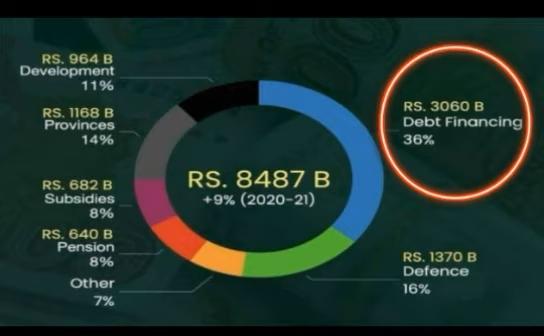 RS. 964 B
Development
11%
RS. 1168 B
Provinces
14%
RS. 682 B
Subsidies
8%
RS. 640 B
Pension
8%
Other
7%
RS. 8487 B
+9% (2020-21)
RS. 3060 B
Debt Financing
36%
RS. 1370 B
Defence
16%